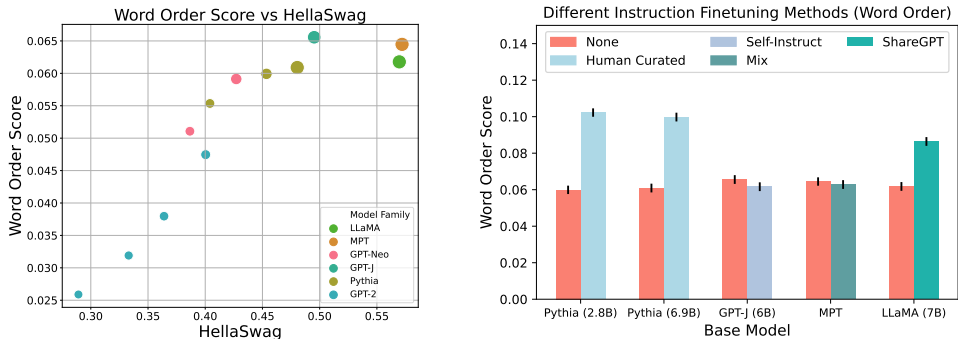 Word Order Score vs HellaSwag
Word Order Score
0.065
0.060
0.055
0.050
0.045
0.040
0.035
0.030
0.025
Model Family
LLaMA
MPT
GPT-Neo
GPT-J
Pythia
GPT-2
0.30 0.35 0.40 0.45 0.50 0.55
HellaSwag
Different Instruction Finetuning Methods (Word Order)
None Self-Instruct ShareGPT
Human Curated Mix
Word Order Score
0.14
0.12
0.10
0.08
0.06
0.04
0.02
0.00
Pythia (2.8B) Pythia (6.9B) GPT-J (6B) MPT LLaMA (7B)
Base Model